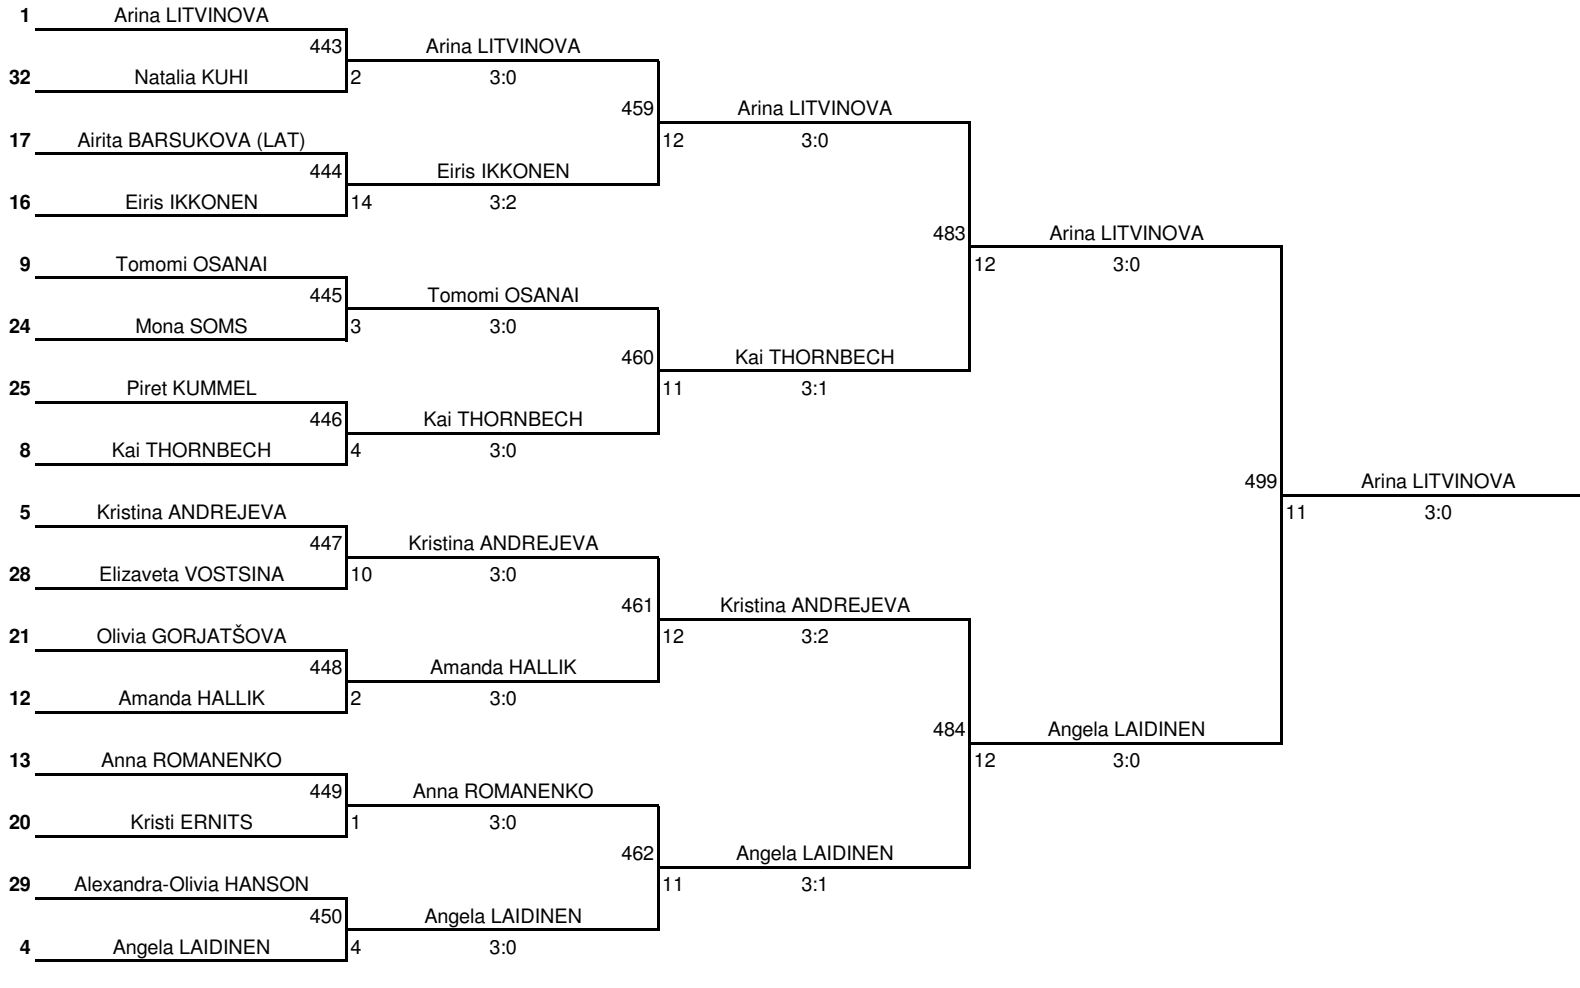 1 Arina LITVINOVA
443 Arina LITVINOVA
32 Natalia KUHI 2 3:0
459 Arina LITVINOVA
17 Airita BARSUKOVA (LAT) 12 3:0
444 Eiris IKKONEN
16 Eiris IKKONEN 14 3:2
483 Arina LITVINOVA
9 Tomomi OSANAI 12 3:0
445 Tomomi OSANAI
24 Mona SOMS 3 3:0
460 Kai THORNBECH
25 Piret KUMMEL 11 3:1
446 Kai THORNBECH
8 Kai THORNBECH 4 3:0
499 Arina LITVINOVA
5 Kristina ANDREJEVA 11 3:0
447 Kristina ANDREJEVA
28 Elizaveta VOSTSINA 10 3:0
461 Kristina ANDREJEVA
21 Olivia GORJATŠOVA 12 3:2
448 Amanda HALLIK
12 Amanda HALLIK 2 3:0
484 Angela LAIDINEN
13 Anna ROMANENKO 12 3:0
449 Anna ROMANENKO
20 Kristi ERNITS 1 3:0
462 Angela LAIDINEN
29 Alexandra-Olivia HANSON 11 3:1
450 Angela LAIDINEN
4 Angela LAIDINEN 4 3:0